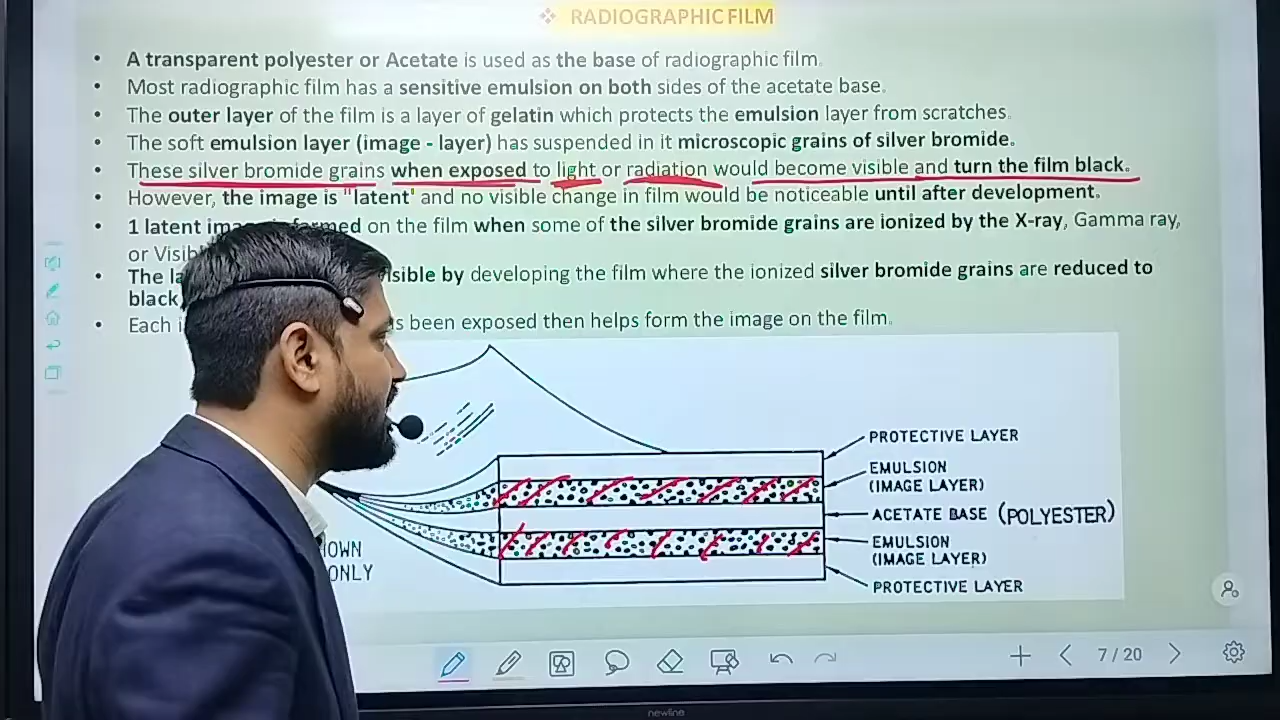 ❖ RADIOGRAPHIC FILM
• A transparent polyester or Acetate is used as the base of radiographic film.
• Most radiographic film has a sensitive emulsion on both sides of the acetate base.
• The outer layer of the film is a layer of gelatin which protects the emulsion layer from scratches.
• The soft emulsion layer (image - layer) has suspended in it microscopic grains of silver bromide.
• These silver bromide grains when exposed to light or radiation would become visible and turn the film black.
• However, the image is "latent' and no visible change in film would be noticeable until after development.
• 1 latent on the film when some of the silver bromide grains are ionized by the X-ray, Gamma ray,
or
• The by developing the film where the ionized silver bromide grains are reduced to
black
• Each been exposed then helps form the image on the film.
PROTECTIVE LAYER
EMULSION
(IMAGE LAYER)
ACETATE BASE (POLYESTER)
EMULSION
(IMAGE LAYER)
PROTECTIVE LAYER
ONLY
7 / 20
newline